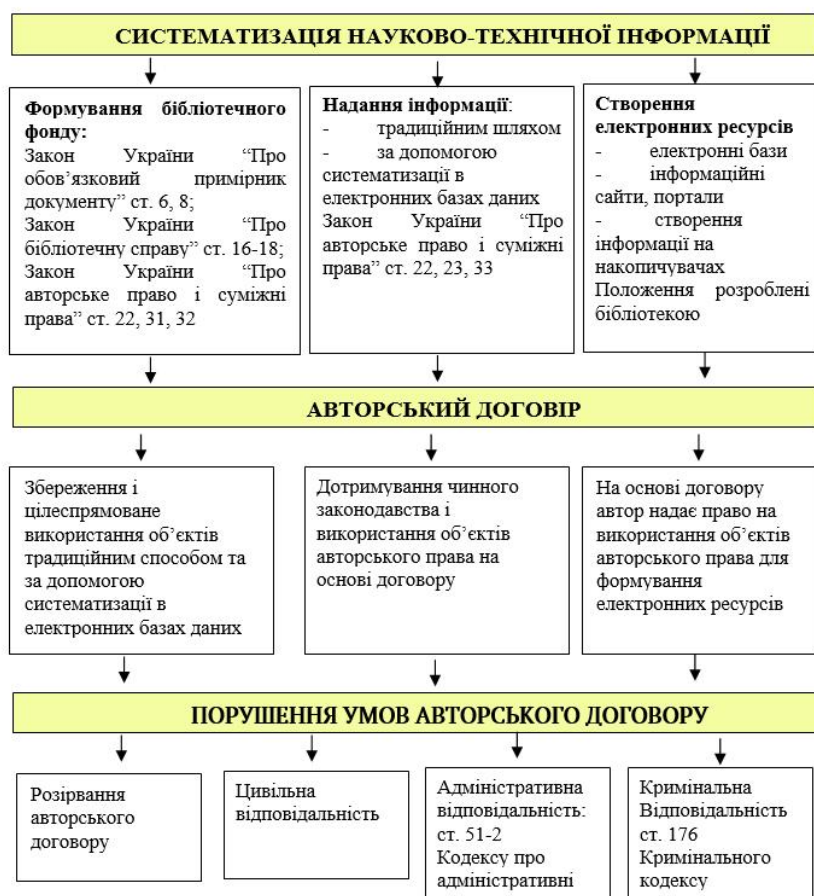 СИСТЕМАТИЗАЦІЯ НАУКОВО-ТЕХНІЧНОЇ ІНФОРМАЦІЇ
Формування бібліотечного
фонду:
Закон України “Про
обов’язковий примірник
документу” ст. 6, 8;
Закон України “Про
бібліотечну справу” ст. 16-18;
Закон України “Про
авторське право і суміжні
права” ст. 22, 31, 32
Надання інформації:
- традиційним шляхом
- за допомогою
систематизації в
електронних базах даних
Закон України “Про
авторське право і суміжні
права” ст. 22, 23, 33
Створення
електронних ресурсів
- електронні бази
- інформаційні
сайти, портали
- створення
інформації на
накопичувачах
Положення розроблені
бібліотекою
АВТОРСЬКИЙ ДОГОВІР
Збереження і
цілеспрямоване
використання об’єктів
традиційним способом та
за допомогою
систематизації в
електронних базах даних
Дотримування чинного
законодавства і
використання об’єктів
авторського права на
основі договору
На основі договору
автор надає право на
використання об’єктів
авторського права для
формування
електронних ресурсів
ПОРУШЕННЯ УМОВ АВТОРСЬКОГО ДОГОВОРУ
Розірвання
авторського
договору
Цивільна
відповідальність
Адміністративна
відповідальність:
ст. 51-2
Кодексу про
адміністративні
Кримінальна
Відповідальність
ст. 176
Кримінального
кодексу